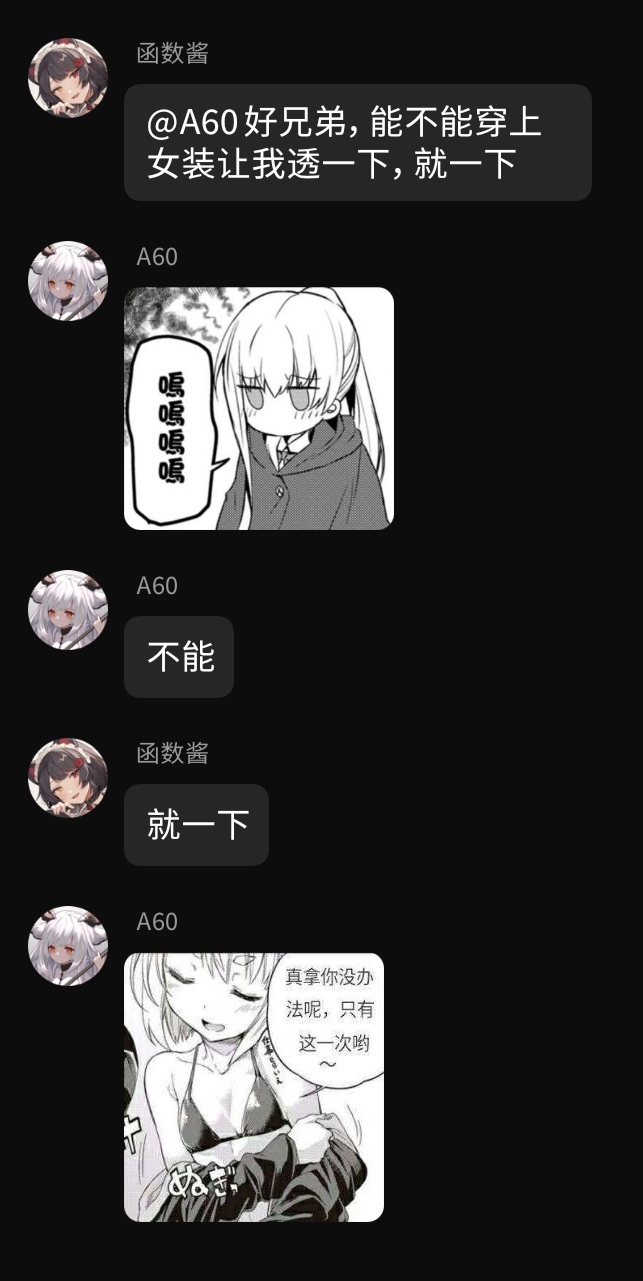 函数酱
@A60 好兄弟，能不能穿上
女装让我透一下，就一下
A60
嗚嗚嗚嗚
A60
不能
函数酱
就一下
A60
真拿你没办
法呢，只有
这一次哟
～
ぬぎ